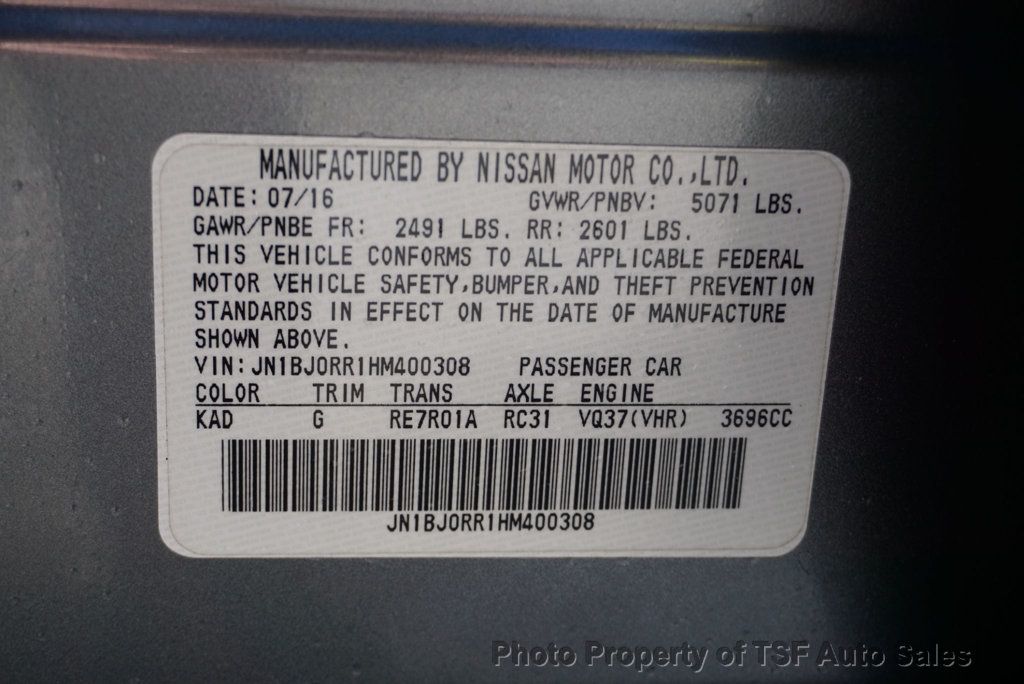 MANUFACTURED BY NISSAN MOTOR CO.,LTD.
DATE: 07/16 GVWR/PNBV: 5071 LBS.
GAWR/PNBE FR: 2491 LBS. RR: 2601 LBS.
THIS VEHICLE CONFORMS TO ALL APPLICABLE FEDERAL
MOTOR VEHICLE SAFETY,BUMPER,AND THEFT PREVENTION
STANDARDS IN EFFECT ON THE DATE OF MANUFACTURE
SHOWN ABOVE.
VIN: JN1BJ0RR1HM400308 PASSENGER CAR
COLOR TRIM TRANS AXLE ENGINE
KAD G RE7R01A RC31 VQ37(VHR) 3696CC
JN1BJ0RR1HM400308
Photo Property of TSF Auto Sales